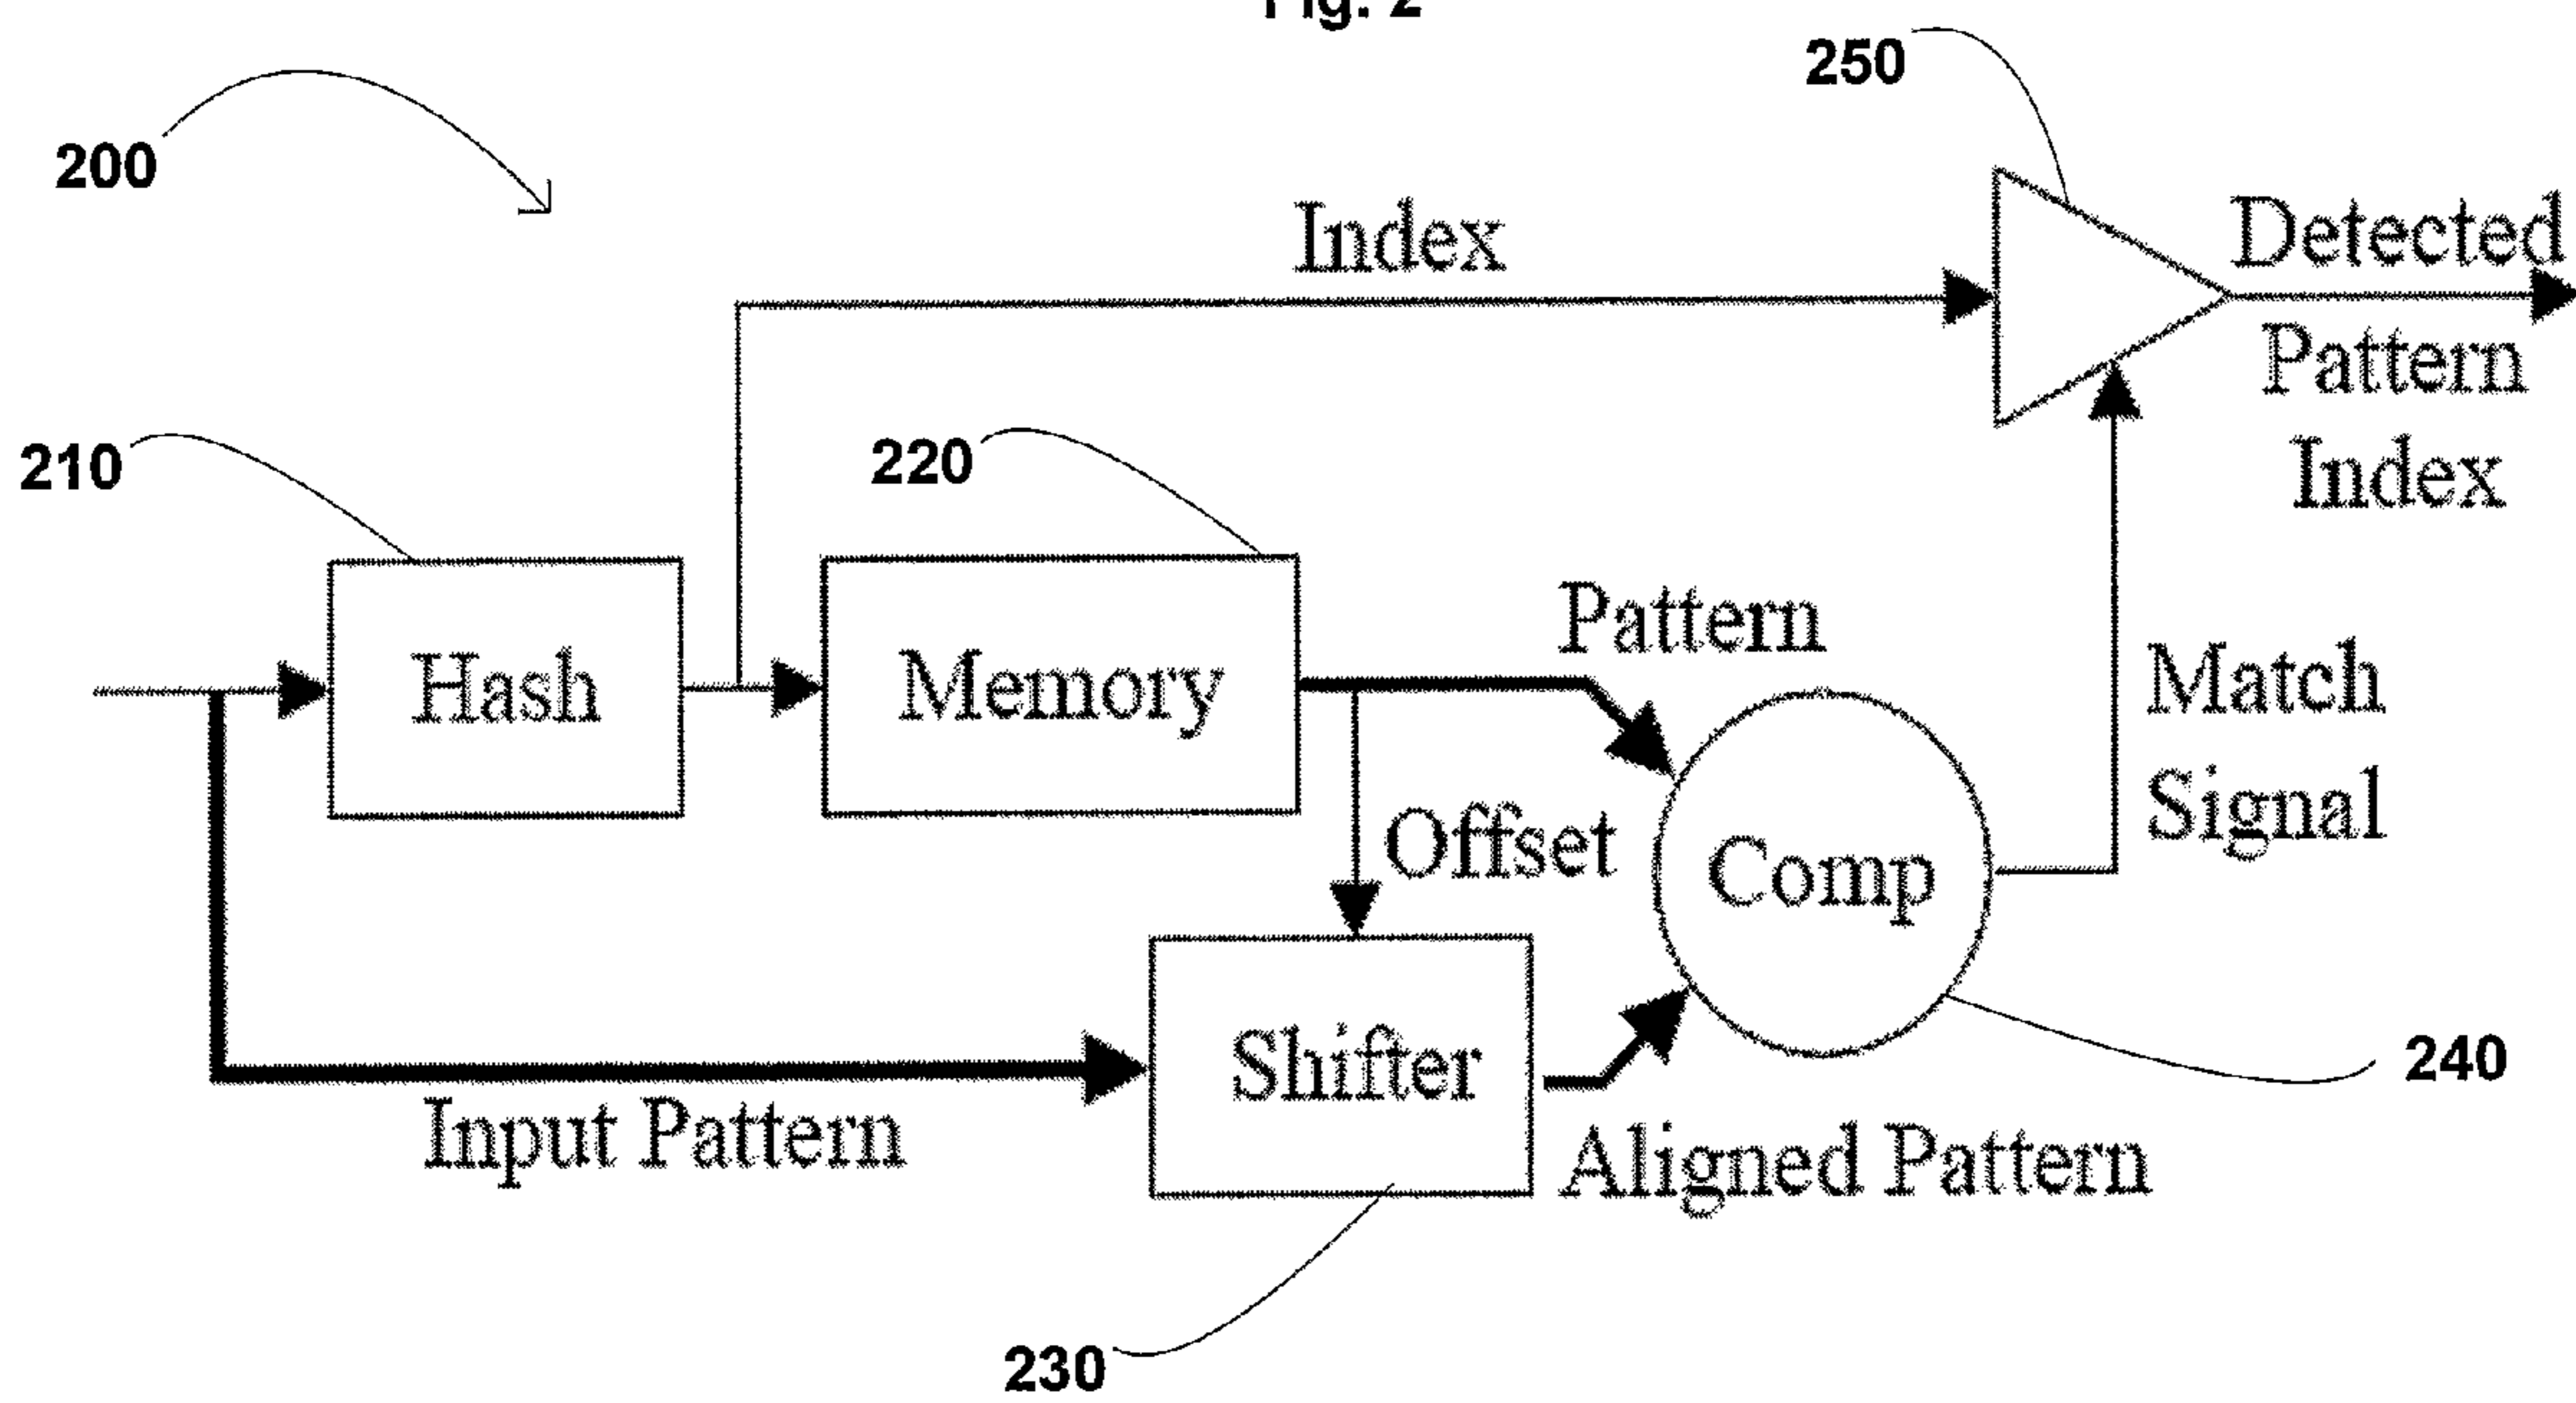 Fig. 2
250
200
Index
Detected
Pattern
Index
210
220
Hash
Memory
Pattern
Match
Signal
Offset
Comp
Shifter
240
Input Pattern
Aligned Pattern
230